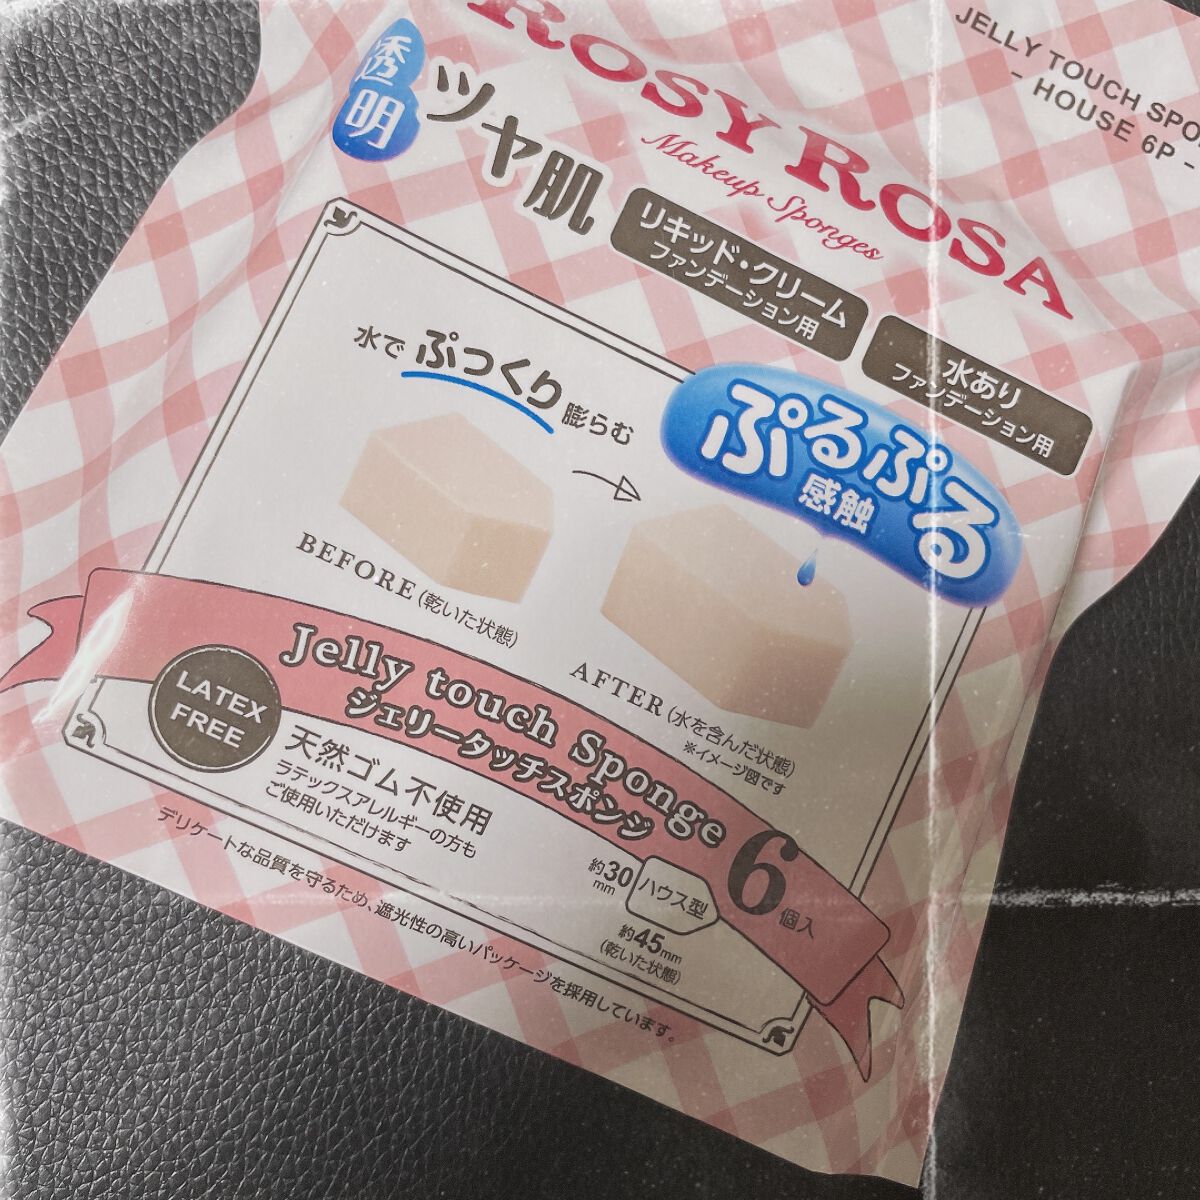 ROSY ROSA
Makeup Sponges
JELLY TOUCH SPO
- HOUSE 6P -
透明
ツヤ肌
リキッド・クリーム
ファンデーション用
水あり
ファンデーション用
水でぷっくり膨らむ
ぷるぷる
感触
BEFORE(乾いた状態)
AFTER(水を含んだ状態)
※イメージ図です
Jelly touch Sponge
ジェリータッチスポンジ
6個入
LATEX
FREE
天然ゴム不使用
ラテックスアレルギーの方も
ご使用いただけます
約30mm
ハウス型
約45mm
(乾いた状態)
デリケートな品質を守るため、遮光性の高いパッケージを採用しています。